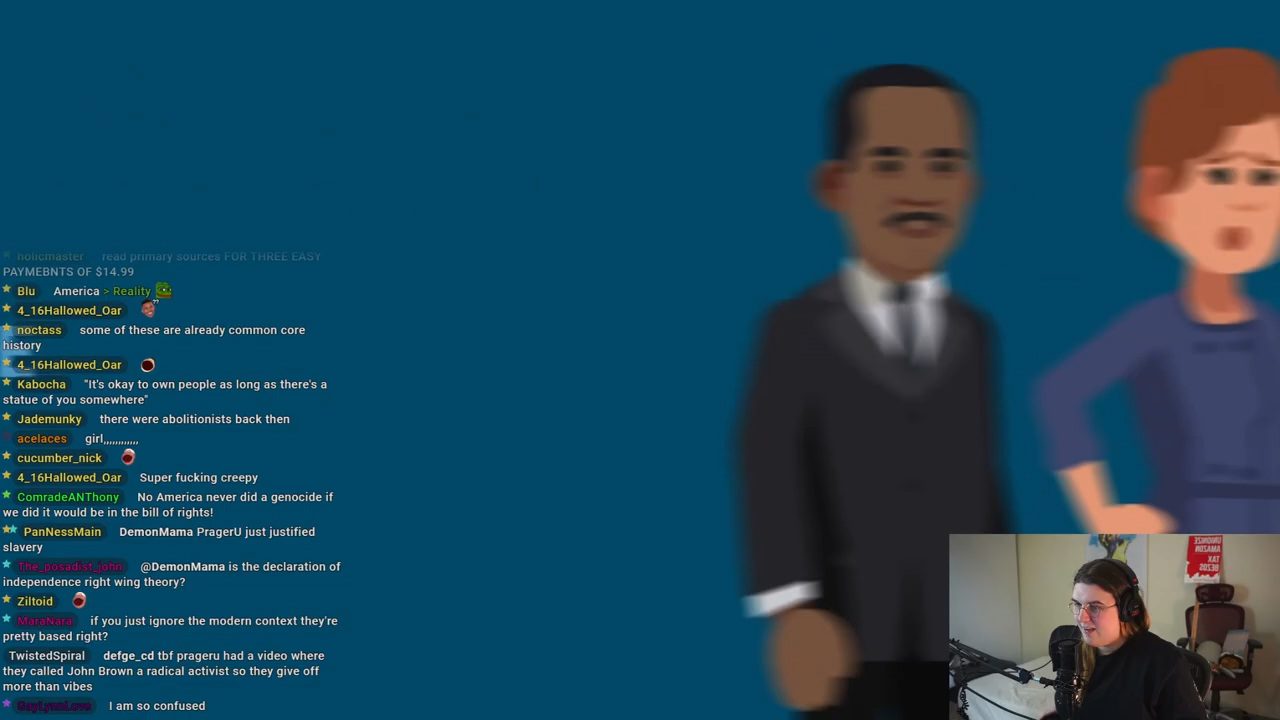 holicmaster read primary sources FOR THREE EASY
PAYMEBNTS OF $14.99
Blu America > Reality
4_16Hallowed_Oar
noctass some of these are already common core
history
4_16Hallowed_Oar
Kabocha "It's okay to own people as long as there's a
statue of you somewhere"
Jademunky there were abolitionists back then
acelaces girl,,,,,,,,,,,,
cucumber_nick
4_16Hallowed_Oar Super fucking creepy
ComradeANThony No America never did a genocide if
we did it would be in the bill of rights!
PanNessMain DemonMama PragerU just justified
slavery
The_posadist_john @DemonMama is the declaration of
independence right wing theory?
Ziltoid
MaraNara if you just ignore the modern context they're
pretty based right?
TwistedSpiral defge_cd tbf prageru had a video where
they called John Brown a radical activist so they give off
more than vibes
GayLynnLove I am so confused
UNIONIZE
AMAZON
TAX
BEZOS